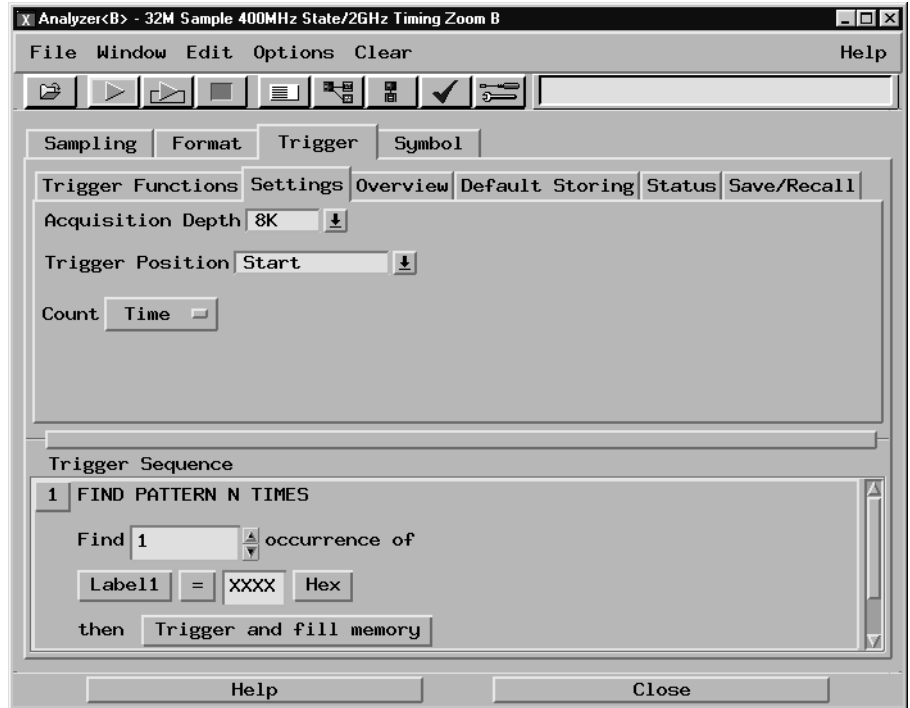 X Analyzer<B> - 32M Sample 400MHz State/2GHz Timing Zoom B
File Window Edit Options Clear Help
Sampling Format Trigger Symbol
Trigger Functions Settings Overview Default Storing Status Save/Recall
Acquisition Depth 8K
Trigger Position Start
Count Time
Trigger Sequence
1 FIND PATTERN N TIMES
Find 1 occurrence of
Label1 = XXXX Hex
then Trigger and fill memory
Help Close